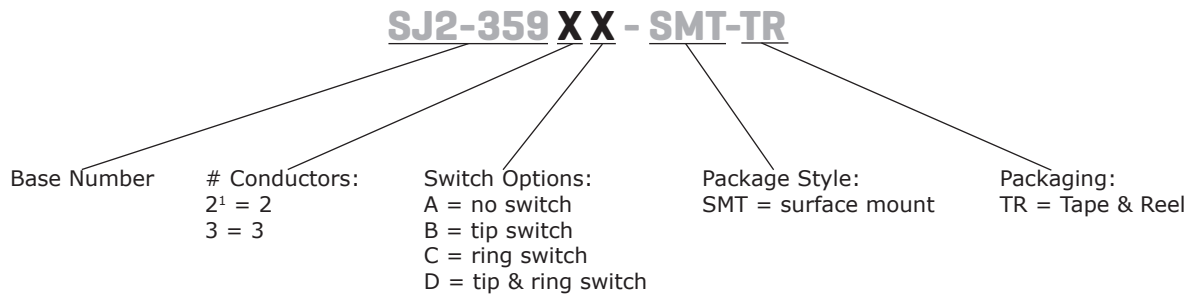 SJ2-359 X X - SMT-TR
Base Number
# Conductors:
2¹ = 2
3 = 3
Switch Options:
A = no switch
B = tip switch
C = ring switch
D = tip & ring switch
Package Style:
SMT = surface mount
Packaging:
TR = Tape & Reel